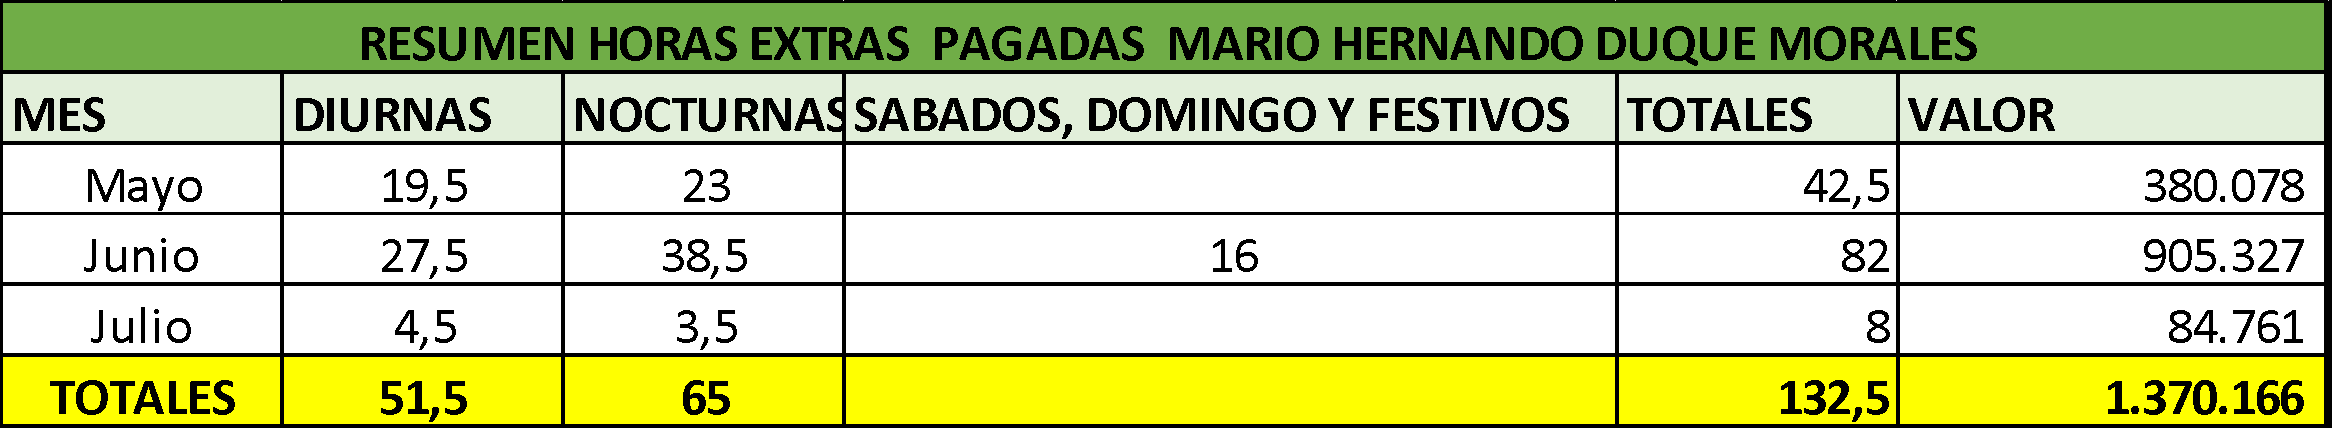 RESUMEN HORAS EXTRAS PAGADAS MARIO HERNANDO DUQUE MORALES
MES DIURNAS NOCTURNAS SABADOS, DOMINGO Y FESTIVOS TOTALES VALOR
Mayo 19,5 23 42,5 380.078
Junio 27,5 38,5 16 82 905.327
Julio 4,5 3,5 8 84.761
TOTALES 51,5 65 132,5 1.370.166